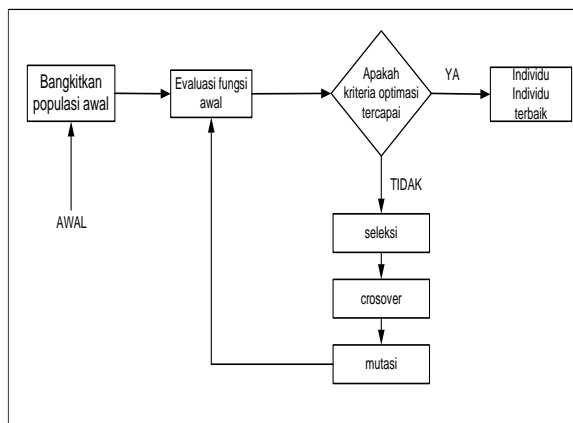 Bangkitkan
populasi awal
Evaluasi fungsi
awal
Apakah
kriteria optimasi
tercapai
YA
Individu
Individu
terbaik
TIDAK
AWAL
seleksi
crosover
mutasi